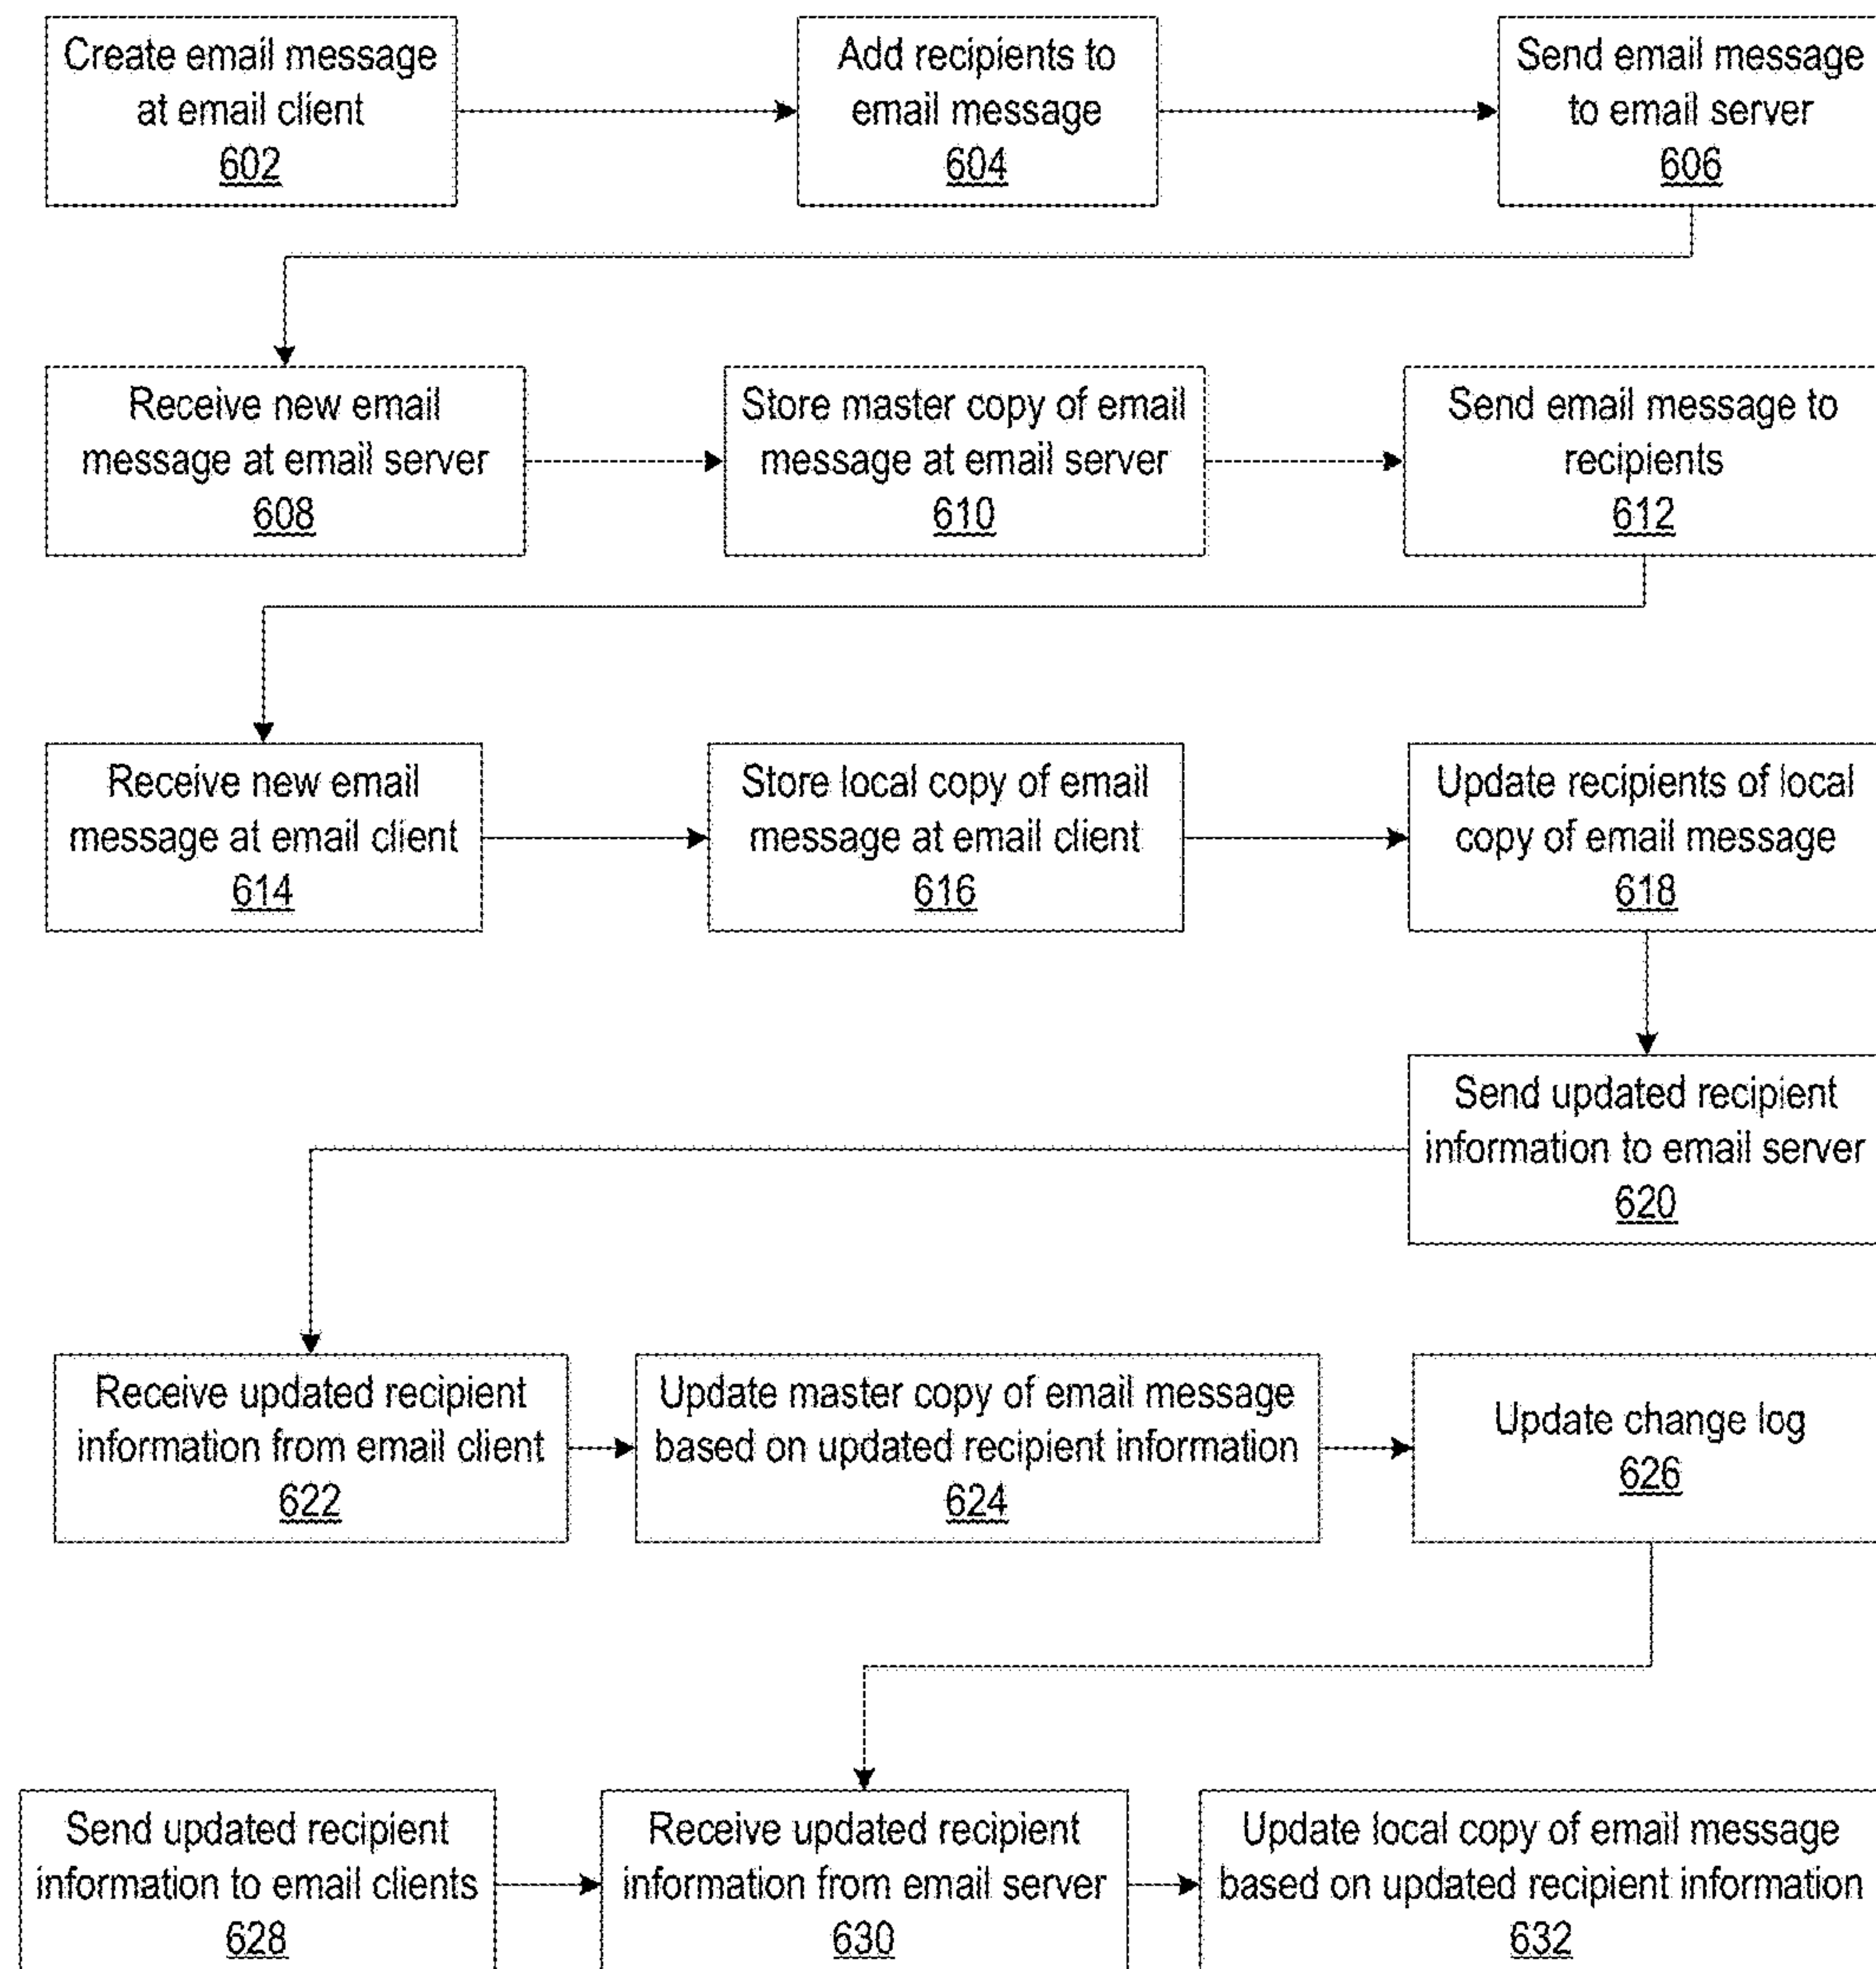 Create email message
at email client
602
Add recipients to
email message
604
Send email message
to email server
606
Receive new email
message at email server
608
Store master copy of email
message at email server
610
Send email message to
recipients
612
Receive new email
message at email client
614
Store local copy of email
message at email client
616
Update recipients of local
copy of email message
618
Send updated recipient
information to email server
620
Receive updated recipient
information from email client
622
Update master copy of email message
based on updated recipient information
624
Update change log
626
Send updated recipient
information to email clients
628
Receive updated recipient
information from email server
630
Update local copy of email message
based on updated recipient information
632